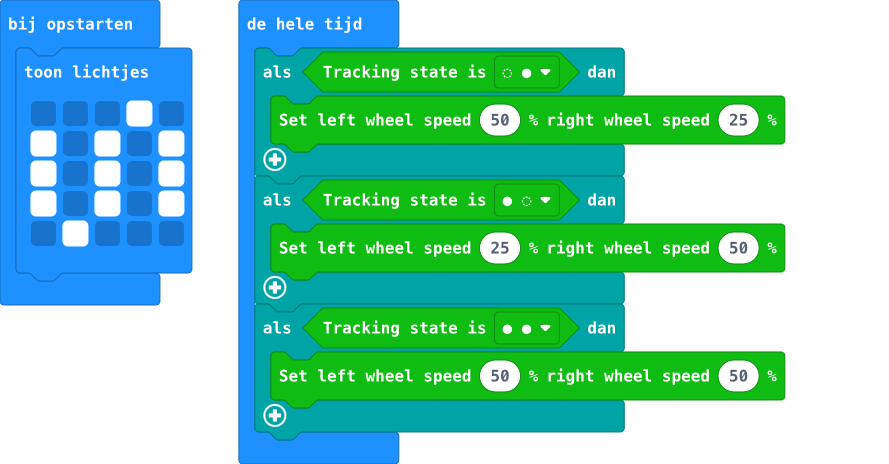 bij opstarten
toon lichtjes
de hele tijd
als Tracking state is ◌ ● dan
Set left wheel speed 50 % right wheel speed 25 %
als Tracking state is ● ◌ dan
Set left wheel speed 25 % right wheel speed 50 %
als Tracking state is ● ● dan
Set left wheel speed 50 % right wheel speed 50 %